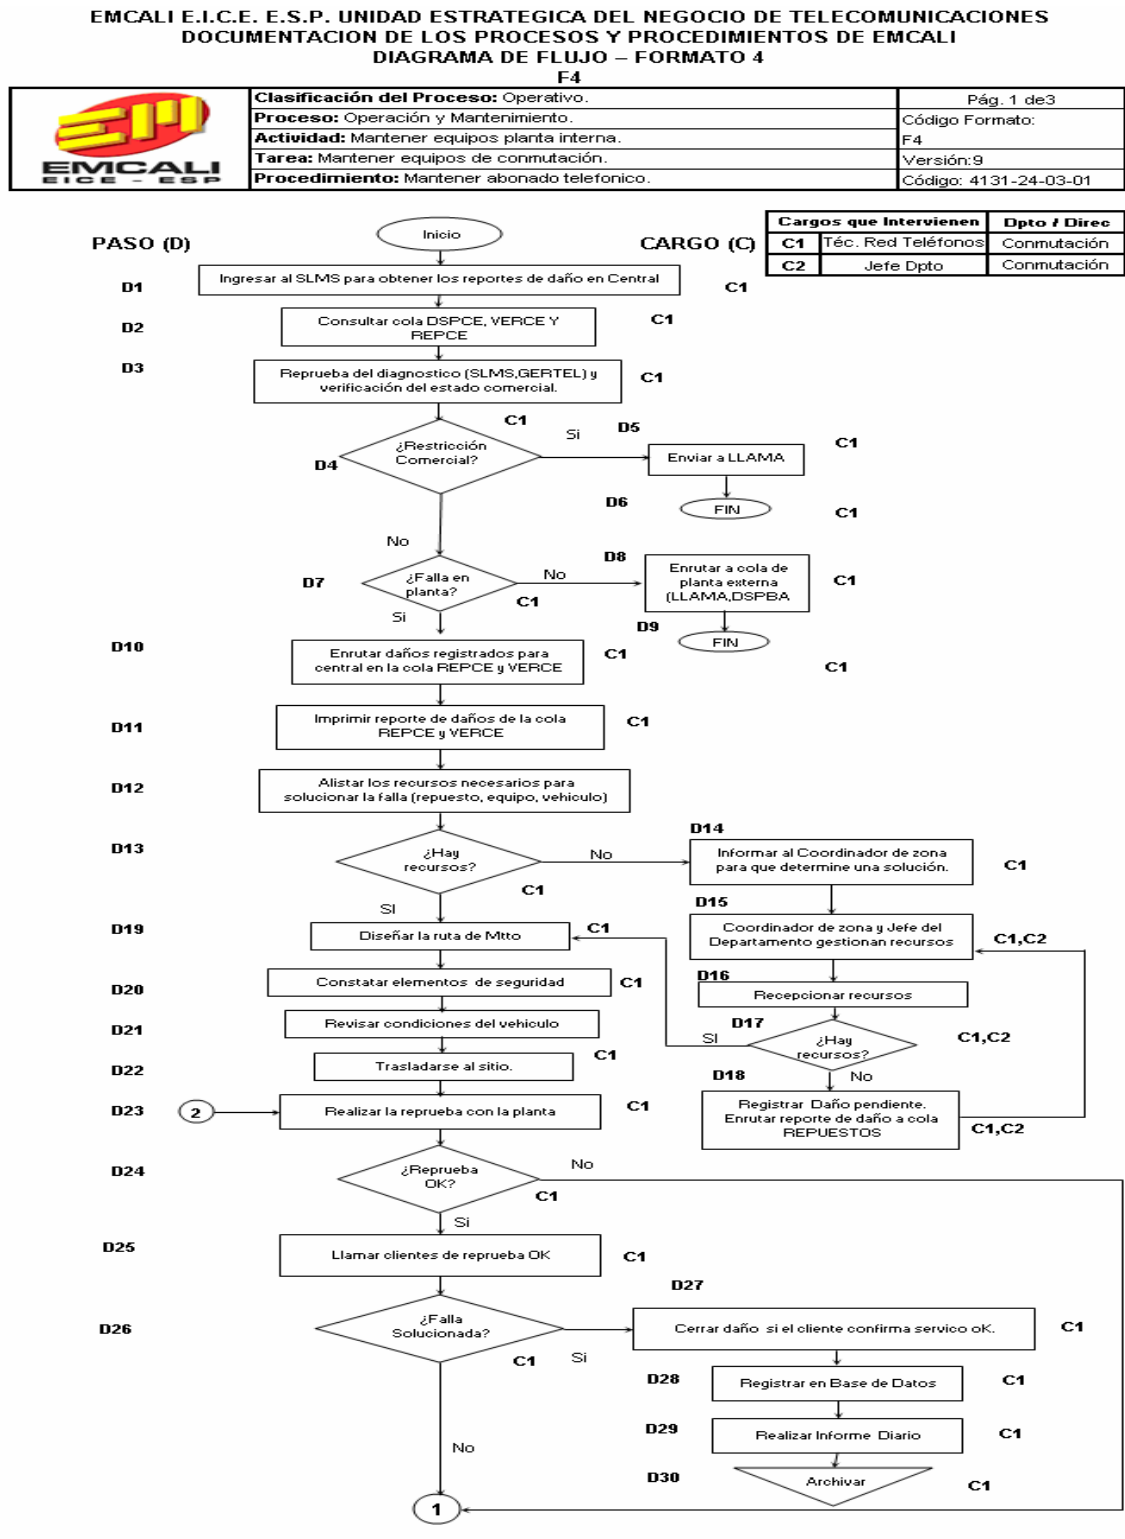 EMCALI E.I.C.E. E.S.P. UNIDAD ESTRATEGICA DEL NEGOCIO DE TELECOMUNICACIONES
DOCUMENTACION DE LOS PROCESOS Y PROCEDIMIENTOS DE EMCALI
DIAGRAMA DE FLUJO – FORMATO 4
F4
EM
EMCALI
EICE - ESP
Clasificación del Proceso: Operativo.
Proceso: Operación y Mantenimiento.
Actividad: Mantener equipos planta interna.
Tarea: Mantener equipos de conmutación.
Procedimiento: Mantener abonado telefonico.
Pág. 1 de3
Código Formato:
F4
Versión:9
Código: 4131-24-03-01
PASO (D)
Inicio
CARGO (C)
Cargos que Intervienen
Dpto / Direc
C1
Téc. Red Teléfonos
Conmutación
C2
Jefe Dpto
Conmutación
D1
Ingresar al SLMS para obtener los reportes de daño en Central
C1
D2
Consultar cola DSPCE, VERCE Y
REPCE
C1
D3
Reprueba del diagnostico (SLMS,GERTEL) y
verificación del estado comercial.
C1
D4
¿Restricción
Comercial?
C1
Si
D5
Enviar a LLAMA
C1
D6
FIN
C1
No
D7
¿Falla en
planta?
No
C1
D8
Enrutar a cola de
planta externa
(LLAMA,DSPBA
C1
D9
FIN
C1
Si
D10
Enrutar daños registrados para
central en la cola REPCE y VERCE
C1
D11
Imprimir reporte de daños de la cola
REPCE y VERCE
C1
D12
Alistar los recursos necesarios para
solucionar la falla (repuesto, equipo, vehiculo)
D13
¿Hay
recursos?
No
C1
D14
Informar al Coordinador de zona
para que determine una solución.
C1
SI
D15
Coordinador de zona y Jefe del
Departamento gestionan recursos
C1,C2
D19
Diseñar la ruta de Mtto
C1
D16
Recepcionar recursos
D20
Constatar elementos de seguridad
C1
D17
¿Hay
recursos?
SI
C1,C2
No
D21
Revisar condiciones del vehiculo
C1
D22
Trasladarse al sitio.
D18
Registrar Daño pendiente.
Enrutar reporte de daño a cola
REPUESTOS
C1,C2
D23
2
Realizar la reprueba con la planta
C1
D24
¿Reprueba
OK?
No
C1
Si
D25
Llamar clientes de reprueba OK
C1
D26
¿Falla
Solucionada?
C1
Si
D27
Cerrar daño si el cliente confirma servico oK.
C1
D28
Registrar en Base de Datos
C1
D29
Realizar Informe Diario
C1
D30
Archivar
C1
No
1